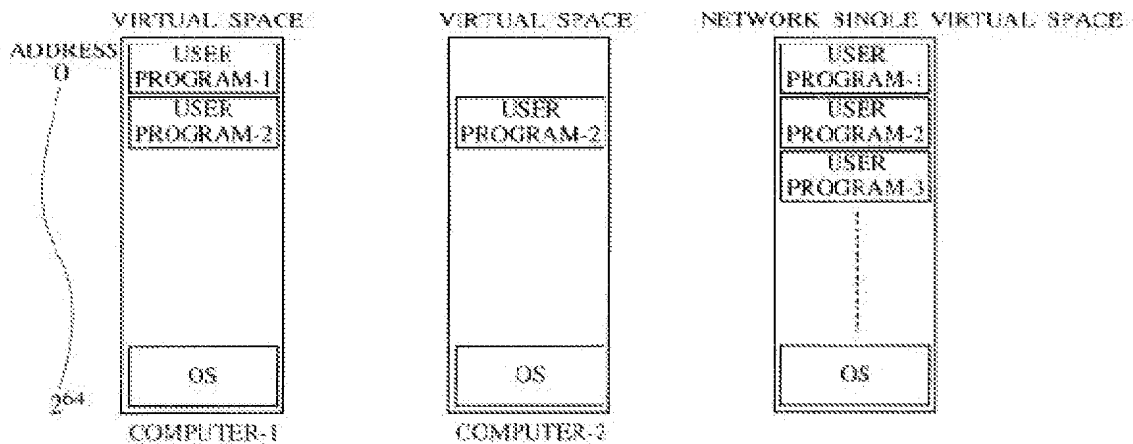 VIRTUAL SPACE
VIRTUAL SPACE
NETWORK SINGLE VIRTUAL SPACE
ADDRESS
0
USER
PROGRAM-1
USER
PROGRAM-2
OS
2^64
COMPUTER-1
USER
PROGRAM-2
OS
COMPUTER-2
USER
PROGRAM-1
USER
PROGRAM-2
USER
PROGRAM-3
OS